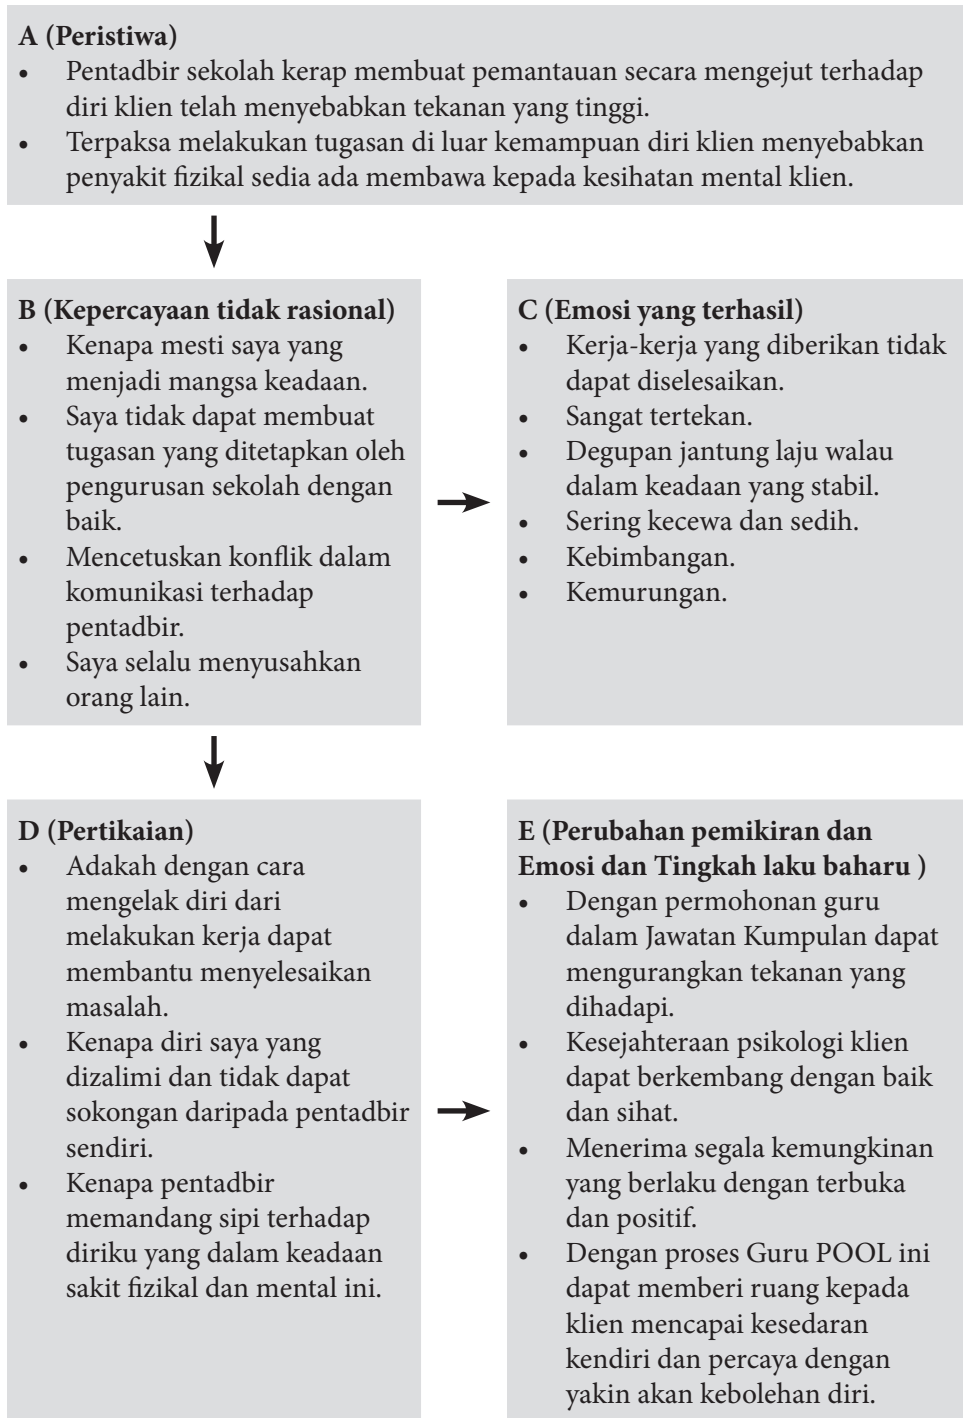 A (Peristiwa)
• Pentadbir sekolah kerap membuat pemantauan secara mengejut terhadap
diri klien telah menyebabkan tekanan yang tinggi.
• Terpaksa melakukan tugasan di luar kemampuan diri klien menyebabkan
penyakit fizikal sedia ada membawa kepada kesihatan mental klien.
B (Kepercayaan tidak rasional)
• Kenapa mesti saya yang
menjadi mangsa keadaan.
• Saya tidak dapat membuat
tugasan yang ditetapkan oleh
pengurusan sekolah dengan
baik.
• Mencetuskan konflik dalam
komunikasi terhadap
pentadbir.
• Saya selalu menyusahkan
orang lain.
C (Emosi yang terhasil)
• Kerja-kerja yang diberikan tidak
dapat diselesaikan.
• Sangat tertekan.
• Degupan jantung laju walau
dalam keadaan yang stabil.
• Sering kecewa dan sedih.
• Kebimbangan.
• Kemurungan.
D (Pertikaian)
• Adakah dengan cara
mengelak diri dari
melakukan kerja dapat
membantu menyelesaikan
masalah.
• Kenapa diri saya yang
dizalimi dan tidak dapat
sokongan daripada pentadbir
sendiri.
• Kenapa pentadbir
memandang sipi terhadap
diriku yang dalam keadaan
sakit fizikal dan mental ini.
E (Perubahan pemikiran dan
Emosi dan Tingkah laku baharu )
• Dengan permohonan guru
dalam Jawatan Kumpulan dapat
mengurangkan tekanan yang
dihadapi.
• Kesejahteraan psikologi klien
dapat berkembang dengan baik
dan sihat.
• Menerima segala kemungkinan
yang berlaku dengan terbuka
dan positif.
• Dengan proses Guru POOL ini
dapat memberi ruang kepada
klien mencapai kesedaran
kendiri dan percaya dengan
yakin akan kebolehan diri.